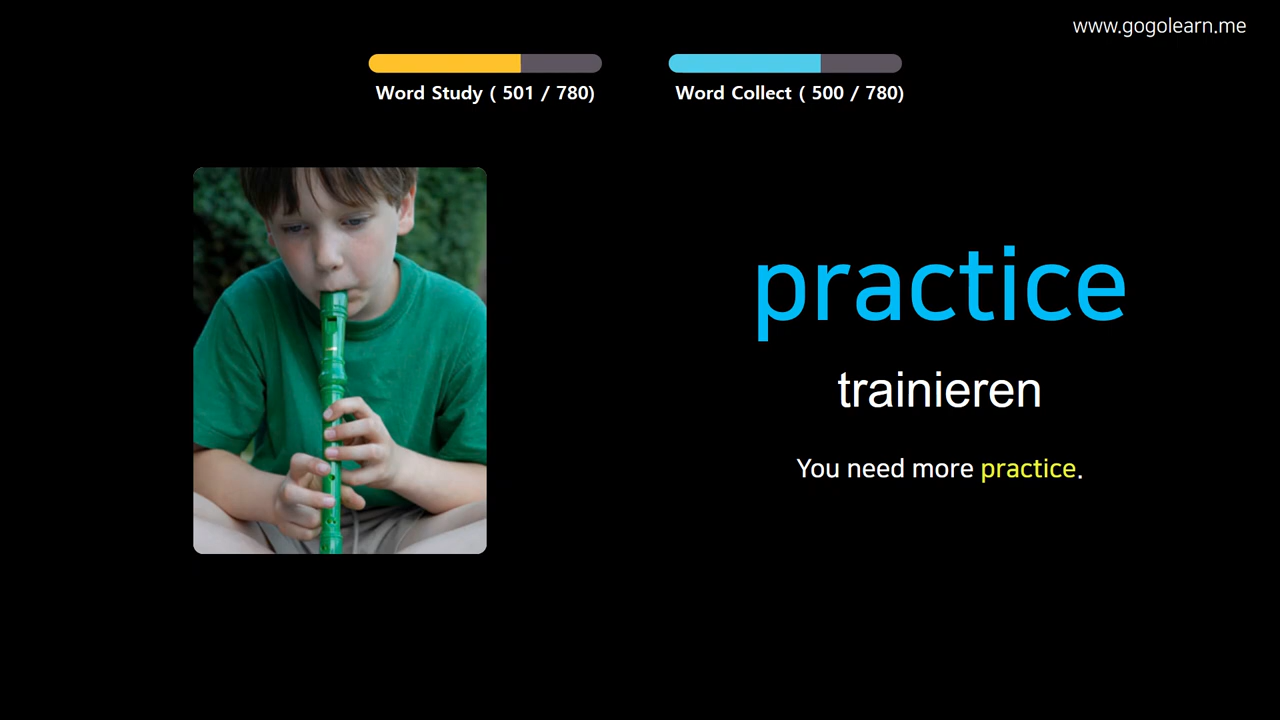 www.gogolearn.me
Word Study ( 501 / 780)
Word Collect ( 500 / 780)
practice
trainieren
You need more practice.